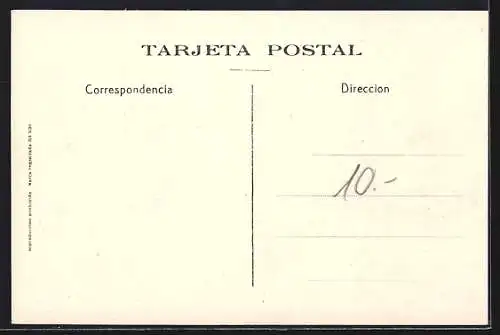 TARJETA POSTAL
Correspondencia
Direccion
10.-